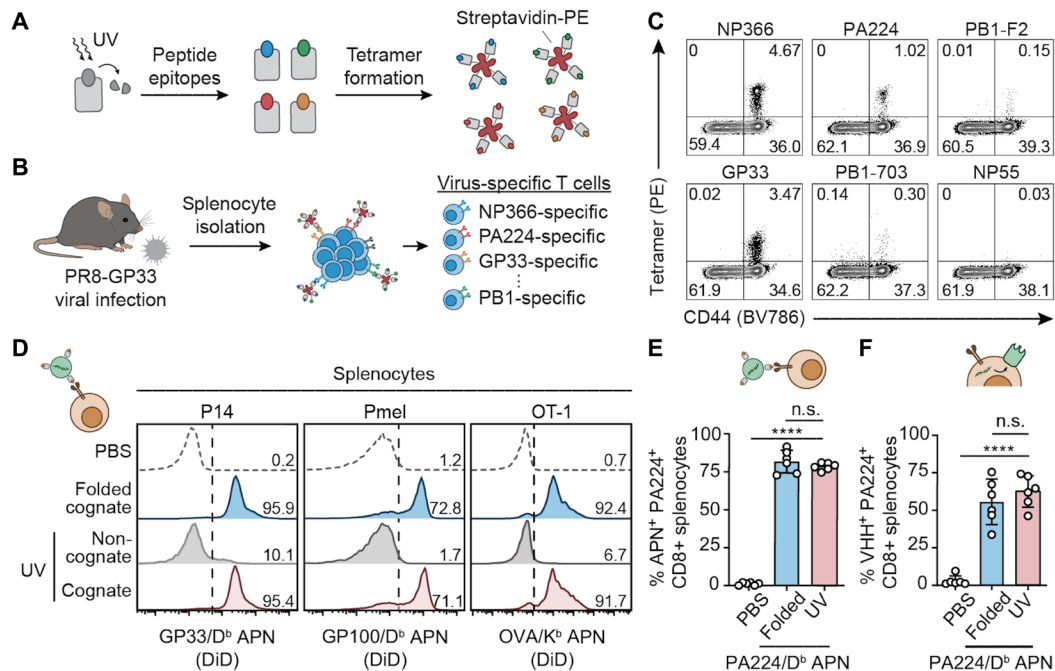 A
UV
Peptide
epitopes
Tetramer
formation
Streptavidin-PE
B
PR8-GP33
viral infection
Splenocyte
isolation
Virus-specific T cells
NP366-specific
PA224-specific
GP33-specific
⋮
PB1-specific
C
NP366 PA224 PB1-F2
0 4.67 0 1.02 0.01 0.15
59.4 36.0 62.1 36.9 60.5 39.3
GP33 PB1-703 NP55
0.02 3.47 0.14 0.30 0 0.03
61.9 34.6 62.2 37.3 61.9 38.1
Tetramer (PE)
CD44 (BV786)
D
Splenocytes
P14 Pmel OT-1
PBS 0.2 1.2 0.7
Folded
cognate 95.9 72.8 92.4
UV
Non-
cognate 10.1 1.7 6.7
Cognate 95.4 71.1 91.7
GP33/Dᵇ APN GP100/Dᵇ APN OVA/Kᵇ APN
(DiD) (DiD) (DiD)
E
n.s.
****
% APN⁺ PA224⁺
CD8+ splenocytes
100
75
50
25
0
PBS
Folded
UV
PA224/Dᵇ APN
F
n.s.
****
% VHH⁺ PA224⁺
CD8+ splenocytes
100
75
50
25
0
PBS
Folded
UV
PA224/Dᵇ APN